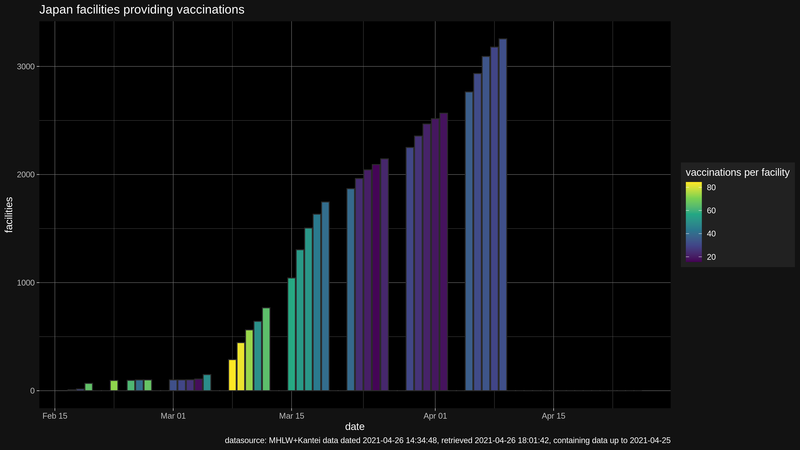 Japan facilities providing vaccinations
3000
2000
1000
0
facilities
Feb 15
Mar 01
Mar 15
Apr 01
Apr 15
date
vaccinations per facility
80
60
40
20
datasource: MHLW+Kantei data dated 2021-04-26 14:34:48, retrieved 2021-04-26 18:01:42, containing data up to 2021-04-25